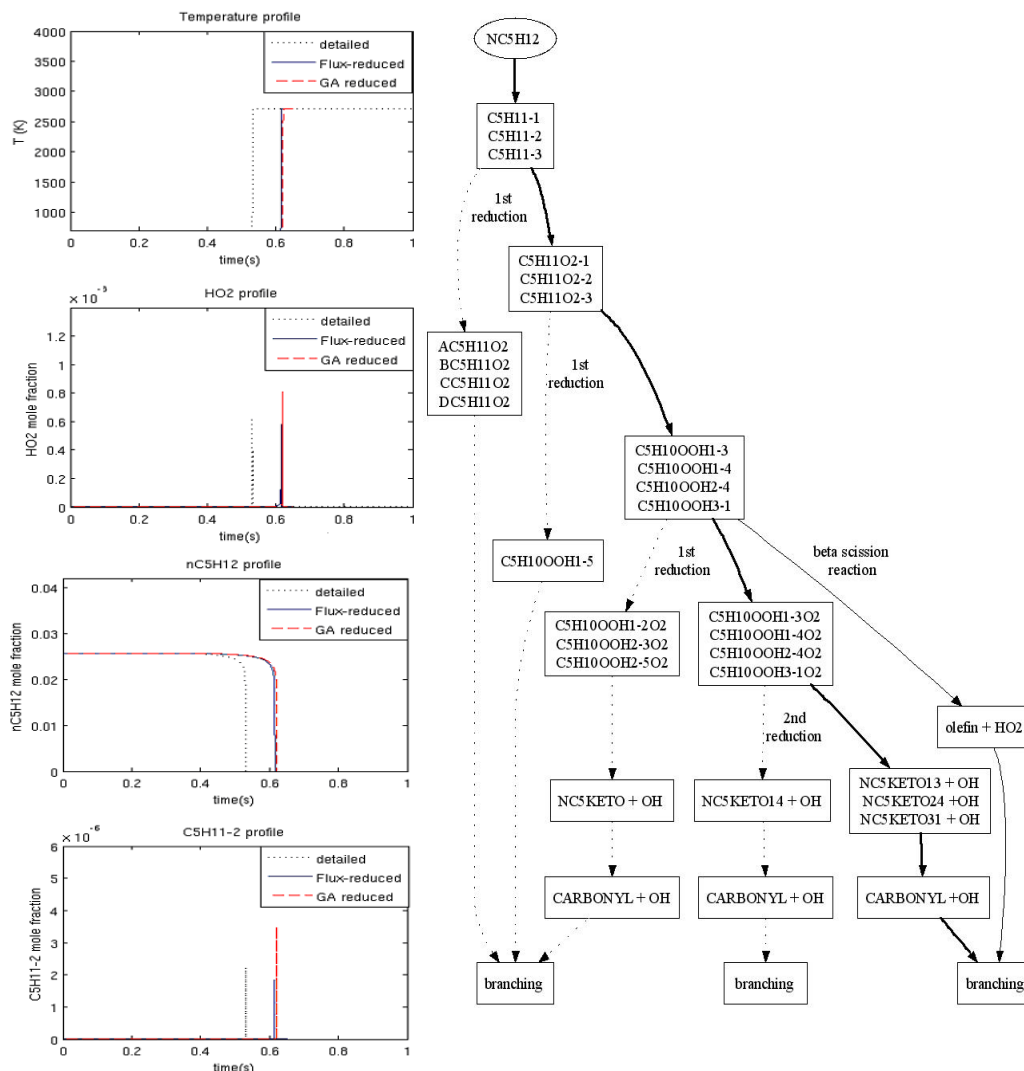 Temperature profile
4000
3500
3000
2500
2000
1500
1000
T (K)
detailed
Flux-reduced
GA reduced
0
0.2
0.4
0.6
0.8
1
time(s)
× 10⁻⁵
HO2 profile
1.2
1
0.8
0.6
0.4
0.2
0
HO2 mole fraction
detailed
Flux-reduced
GA reduced
0
0.2
0.4
0.6
0.8
1
time(s)
nC5H12 profile
0.04
0.03
0.02
0.01
0
nC5H12 mole fraction
detailed
Flux-reduced
GA reduced
0
0.2
0.4
0.6
0.8
1
time(s)
× 10⁻⁶
C5H11-2 profile
6
5
4
3
2
1
0
C5H11-2 mole fraction
detailed
Flux-reduced
GA reduced
0
0.2
0.4
0.6
0.8
1
time(s)
NC5H12
C5H11-1
C5H11-2
C5H11-3
1st
reduction
C5H11O2-1
C5H11O2-2
C5H11O2-3
AC5H11O2
BC5H11O2
CC5H11O2
DC5H11O2
1st
reduction
C5H10OOH1-3
C5H10OOH1-4
C5H10OOH2-4
C5H10OOH3-1
C5H10OOH1-5
1st
reduction
beta scission
reaction
C5H10OOH1-2O2
C5H10OOH2-3O2
C5H10OOH2-5O2
C5H10OOH1-3O2
C5H10OOH1-4O2
C5H10OOH2-4O2
C5H10OOH3-1O2
2nd
reduction
olefin + HO2
NC5KETO + OH
NC5KETO14 + OH
NC5KETO13 + OH
NC5KETO24 +OH
NC5KETO31 + OH
CARBONYL + OH
CARBONYL + OH
CARBONYL +OH
branching
branching
branching